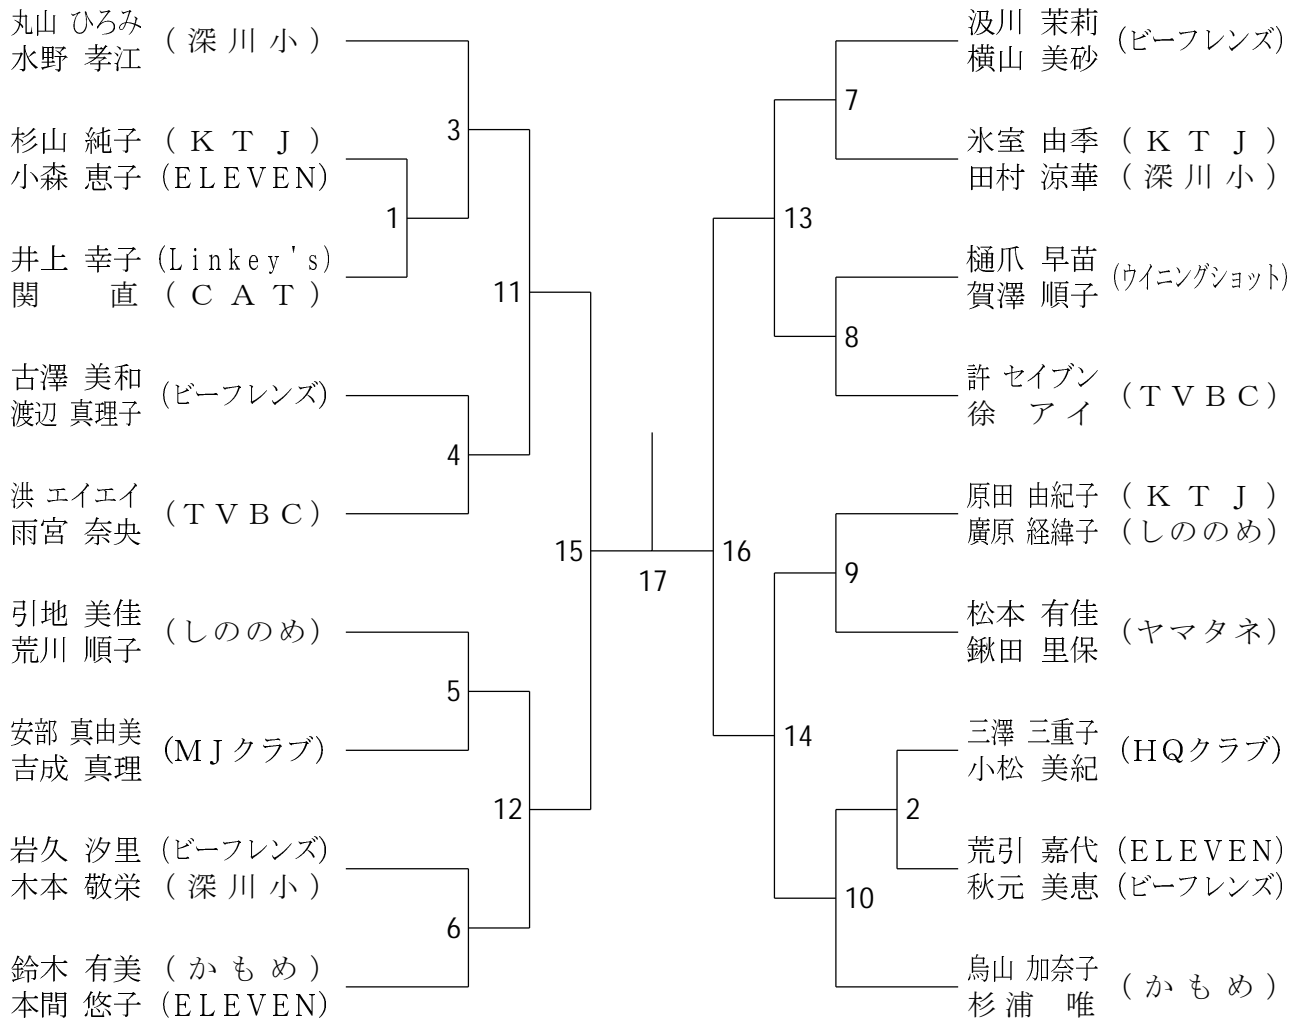 丸山 ひろみ (深川小)
水野 孝江
杉山 純子 (KTJ)
小森 恵子 (ELEVEN)
井上 幸子 (Linkey's)
関 直 (CAT)
古澤 美和 (ビーフレンズ)
渡辺 真理子
洪 エイエイ (TVBC)
雨宮 奈央
引地 美佳 (しののめ)
荒川 順子
安部 真由美 (MJクラブ)
吉成 真理
岩久 汐里 (ビーフレンズ)
木本 敬栄 (深川小)
鈴木 有美 (かもめ)
本間 悠子 (ELEVEN)
3
1
11
4
15
5
12
6
17
7
13
8
16
9
14
2
10
汲川 茉莉 (ビーフレンズ)
横山 美砂
氷室 由季 (KTJ)
田村 涼華 (深川小)
樋爪 早苗 (ウイニングショット)
賀澤 順子
許 セイブン (TVBC)
徐 アイ
原田 由紀子 (KTJ)
廣原 経緯子 (しののめ)
松本 有佳 (ヤマタネ)
鍬田 里保
三澤 三重子 (HQクラブ)
小松 美紀
荒引 嘉代 (ELEVEN)
秋元 美恵 (ビーフレンズ)
烏山 加奈子 (かもめ)
杉浦 唯